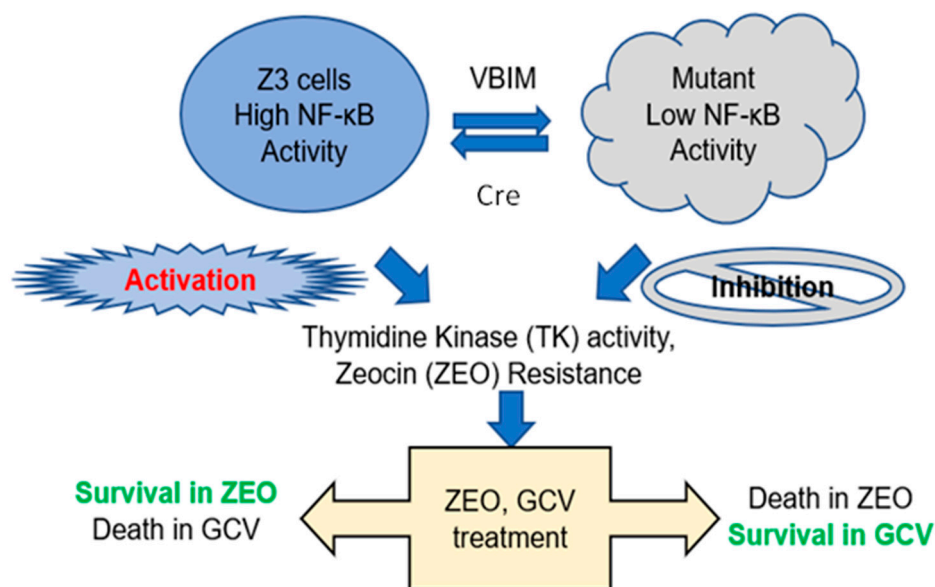 Z3 cells
High NF-κB
Activity
VBIM
Cre
Mutant
Low NF-κB
Activity
Activation
Inhibition
Thymidine Kinase (TK) activity,
Zeocin (ZEO) Resistance
Survival in ZEO
Death in GCV
ZEO, GCV
treatment
Death in ZEO
Survival in GCV